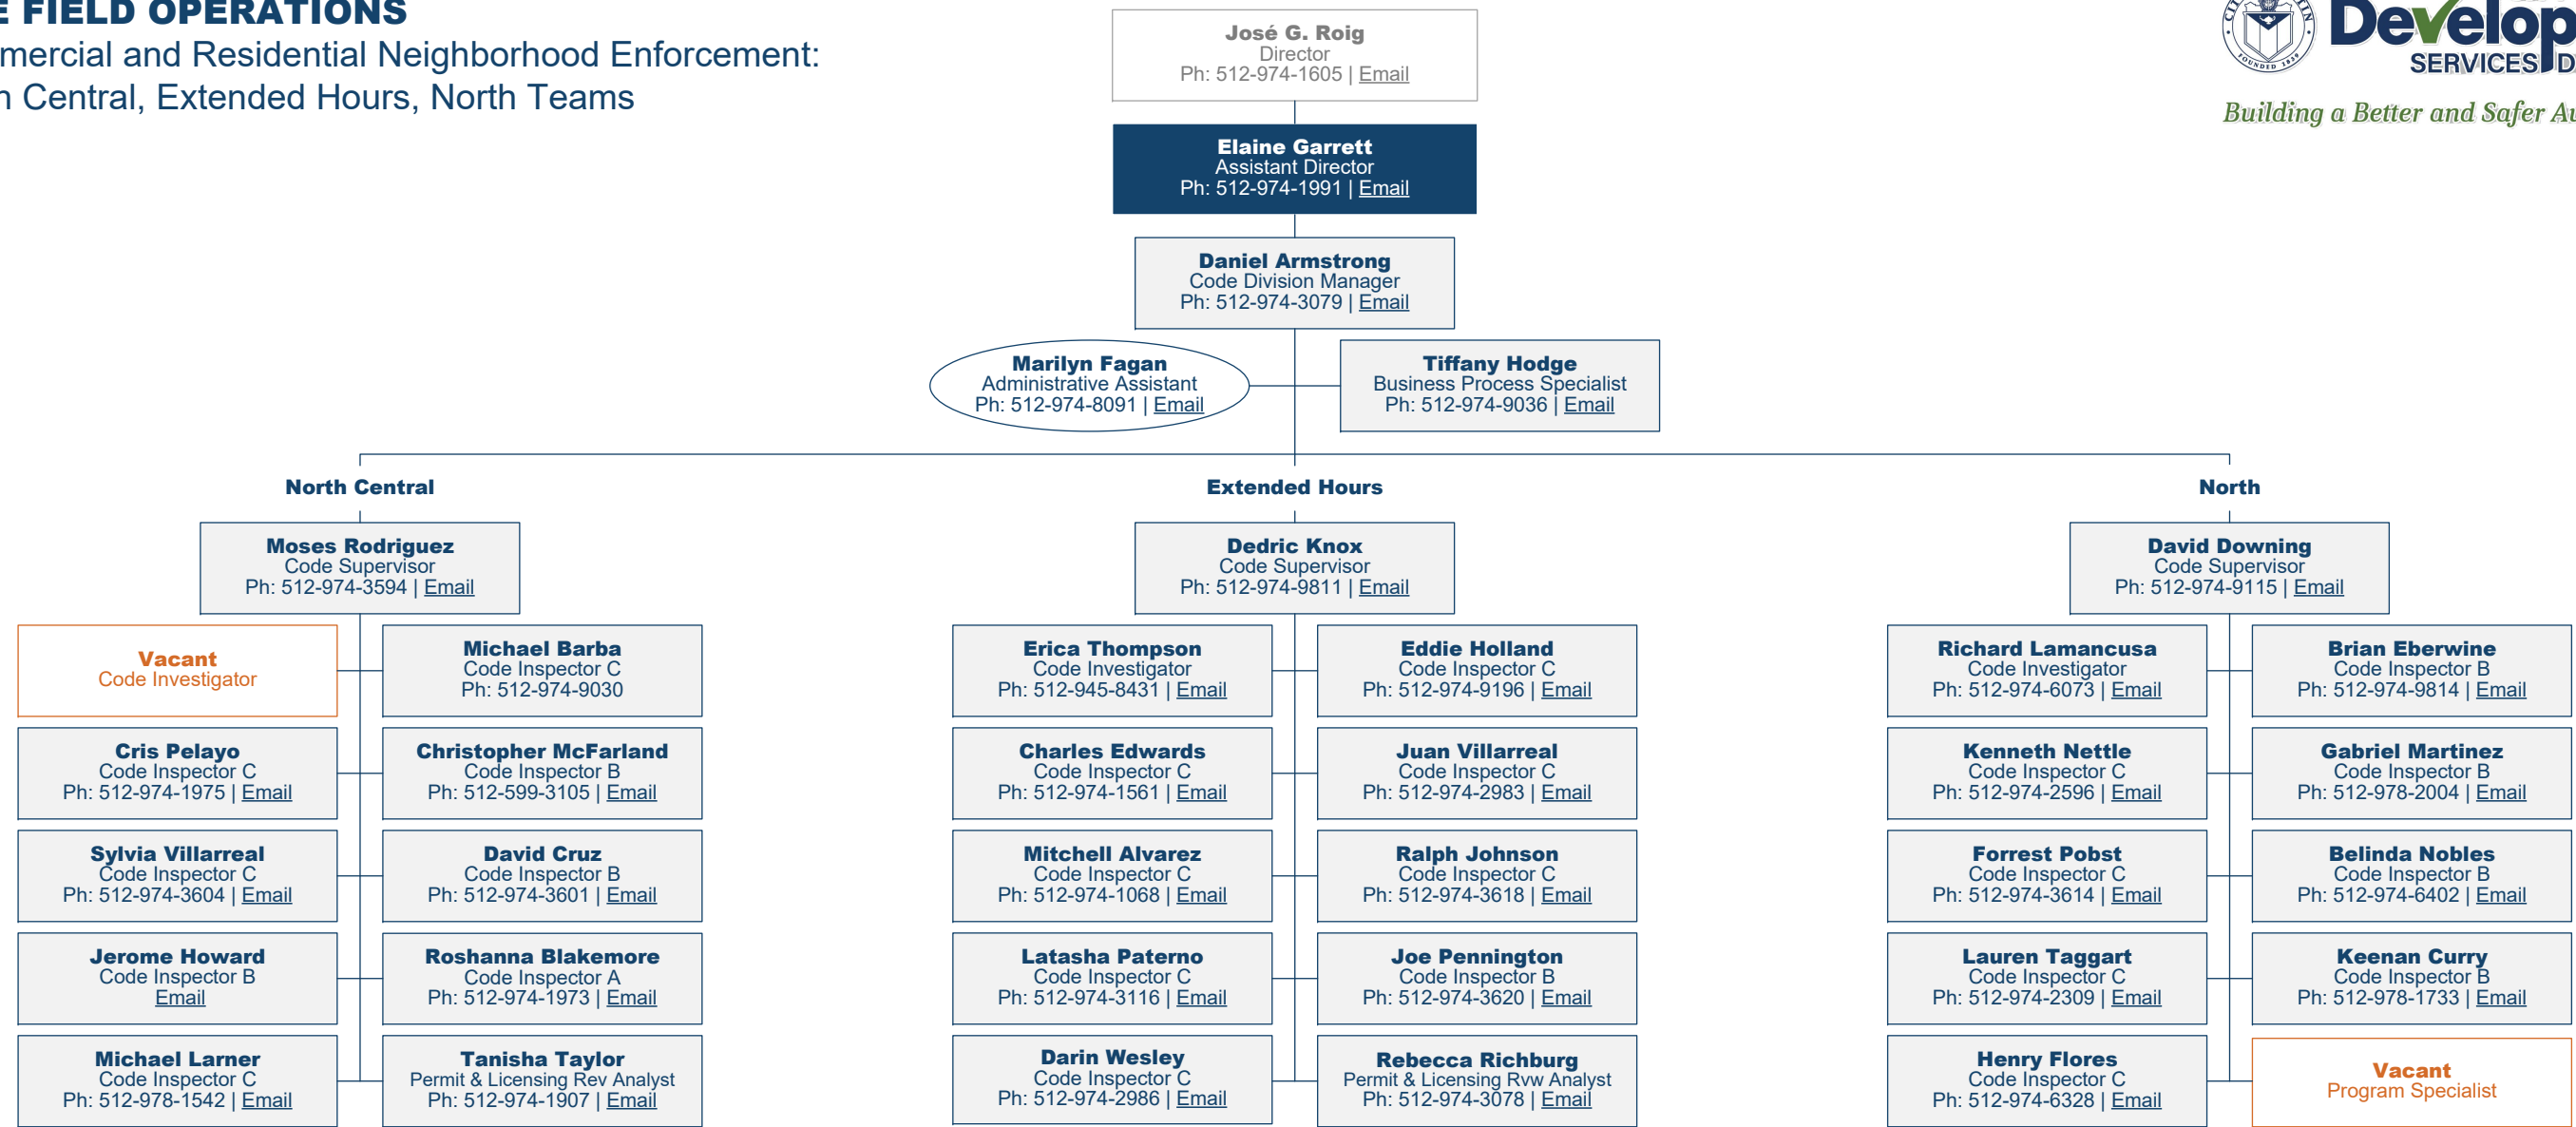 FIELD OPERATIONS
mercial and Residential Neighborhood Enforcement:
Central, Extended Hours, North Teams
SERVICES
FOUNDED 1839
Building a Better and Safer
José G. Roig
Director
Ph: 512-974-1605 | Email
Elaine Garrett
Assistant Director
Ph: 512-974-1991 | Email
Daniel Armstrong
Code Division Manager
Ph: 512-974-3079 | Email
Marilyn Fagan
Administrative Assistant
Ph: 512-974-8091 | Email
Tiffany Hodge
Business Process Specialist
Ph: 512-974-9036 | Email
North Central
Moses Rodriguez
Code Supervisor
Ph: 512-974-3594 | Email
Vacant
Code Investigator
Michael Barba
Code Inspector C
Ph: 512-974-9030
Cris Pelayo
Code Inspector C
Ph: 512-974-1975 | Email
Christopher McFarland
Code Inspector B
Ph: 512-599-3105 | Email
Sylvia Villarreal
Code Inspector C
Ph: 512-974-3604 | Email
David Cruz
Code Inspector B
Ph: 512-974-3601 | Email
Jerome Howard
Code Inspector B
Email
Roshanna Blakemore
Code Inspector A
Ph: 512-974-1973 | Email
Michael Larner
Code Inspector C
Ph: 512-978-1542 | Email
Tanisha Taylor
Permit & Licensing Rev Analyst
Ph: 512-974-1907 | Email
Extended Hours
Dedric Knox
Code Supervisor
Ph: 512-974-9811 | Email
Erica Thompson
Code Investigator
Ph: 512-945-8431 | Email
Eddie Holland
Code Inspector C
Ph: 512-974-9196 | Email
Charles Edwards
Code Inspector C
Ph: 512-974-1561 | Email
Juan Villarreal
Code Inspector C
Ph: 512-974-2983 | Email
Mitchell Alvarez
Code Inspector C
Ph: 512-974-1068 | Email
Ralph Johnson
Code Inspector C
Ph: 512-974-3618 | Email
Latasha Paterno
Code Inspector C
Ph: 512-974-3116 | Email
Joe Pennington
Code Inspector B
Ph: 512-974-3620 | Email
Darin Wesley
Code Inspector C
Ph: 512-974-2986 | Email
Rebecca Richburg
Permit & Licensing Rvw Analyst
Ph: 512-974-3078 | Email
North
David Downing
Code Supervisor
Ph: 512-974-9115 | Email
Richard Lamancusa
Code Investigator
Ph: 512-974-6073 | Email
Brian Eberwine
Code Inspector B
Ph: 512-974-9814 | Email
Kenneth Nettle
Code Inspector C
Ph: 512-974-2596 | Email
Gabriel Martinez
Code Inspector B
Ph: 512-978-2004 | Email
Forrest Pobst
Code Inspector C
Ph: 512-974-3614 | Email
Belinda Nobles
Code Inspector B
Ph: 512-974-6402 | Email
Lauren Taggart
Code Inspector C
Ph: 512-974-2309 | Email
Keenan Curry
Code Inspector B
Ph: 512-978-1733 | Email
Henry Flores
Code Inspector C
Ph: 512-974-6328 | Email
Vacant
Program Specialist